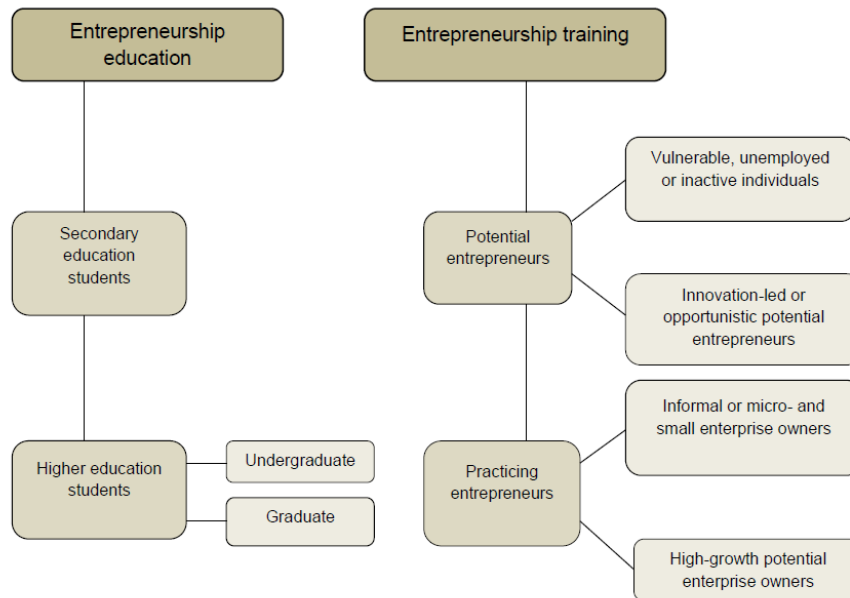 Entrepreneurship
education
Entrepreneurship training
Vulnerable, unemployed
or inactive individuals
Secondary
education
students
Potential
entrepreneurs
Innovation-led or
opportunistic potential
entrepreneurs
Informal or micro- and
small enterprise owners
Higher education
students
Undergraduate
Graduate
Practicing
entrepreneurs
High-growth potential
enterprise owners